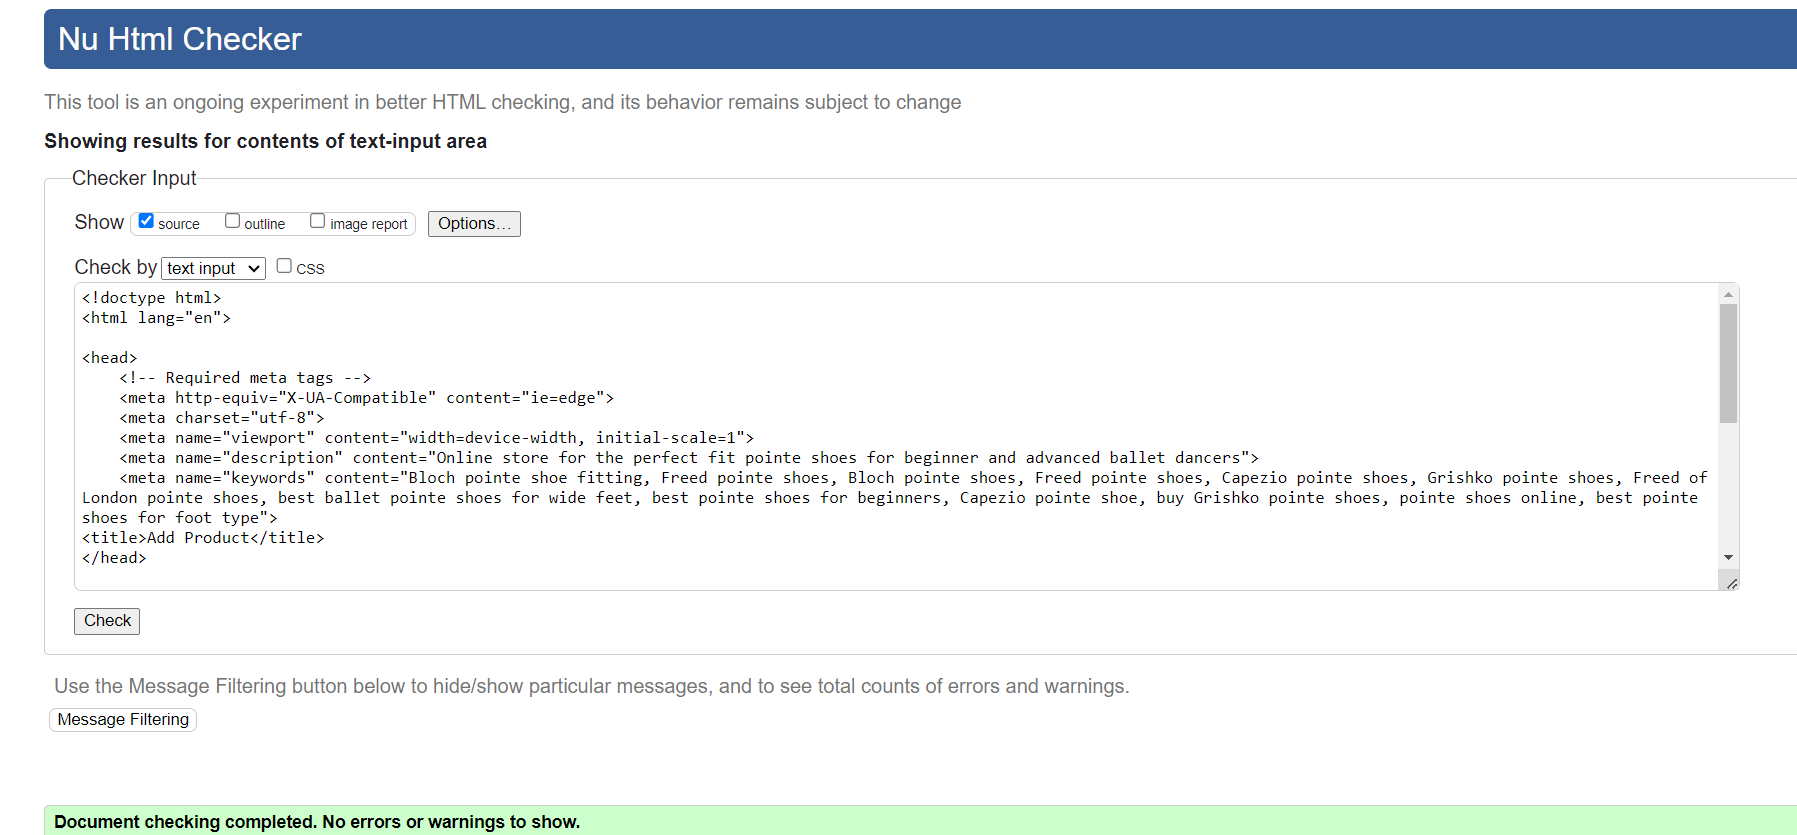 Nu Html Checker
This tool is an ongoing experiment in better HTML checking, and its behavior remains subject to change
Showing results for contents of text-input area
Checker Input
Show source outline image report Options...
Check by text input CSS
<!doctype html>
<html lang="en">
<head>
<!-- Required meta tags -->
<meta http-equiv="X-UA-Compatible" content="ie=edge">
<meta charset="utf-8">
<meta name="viewport" content="width=device-width, initial-scale=1">
<meta name="description" content="Online store for the perfect fit pointe shoes for beginner and advanced ballet dancers">
<meta name="keywords" content="Bloch pointe shoe fitting, Freed pointe shoes, Bloch pointe shoes, Freed pointe shoes, Capezio pointe shoes, Grishko pointe shoes, Freed of
London pointe shoes, best ballet pointe shoes for wide feet, best pointe shoes for beginners, Capezio pointe shoe, buy Grishko pointe shoes, pointe shoes online, best pointe
shoes for foot type">
<title>Add Product</title>
</head>
Check
Use the Message Filtering button below to hide/show particular messages, and to see total counts of errors and warnings.
Message Filtering
Document checking completed. No errors or warnings to show.